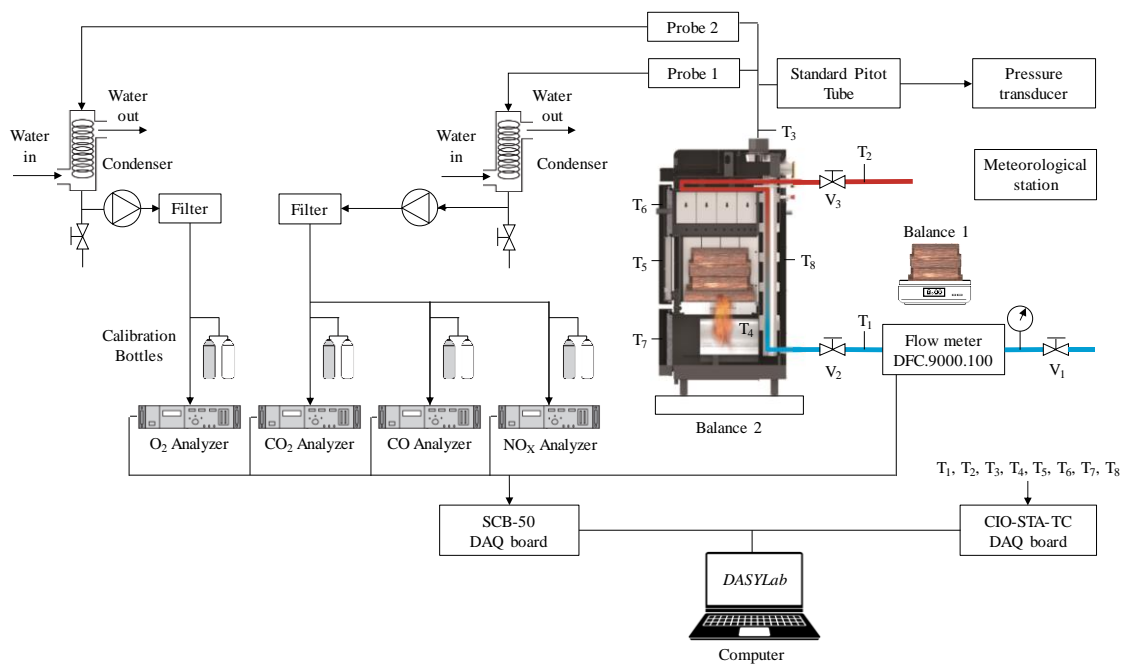 Probe 2
Probe 1
Standard Pitot
Tube
Pressure
transducer
Water
out
Water
in
Condenser
Water
out
Water
in
Condenser
T3
T2
V3
Meteorological
station
Filter
Filter
T6
T5
T8
T7
T4
Balance 1
0.00
T1
V2
Flow meter
DFC.9000.100
V1
Calibration
Bottles
Balance 2
O2 Analyzer
CO2 Analyzer
CO Analyzer
NOX Analyzer
T1, T2, T3, T4, T5, T6, T7, T8
SCB-50
DAQ board
CIO-STA-TC
DAQ board
DASYLab
Computer